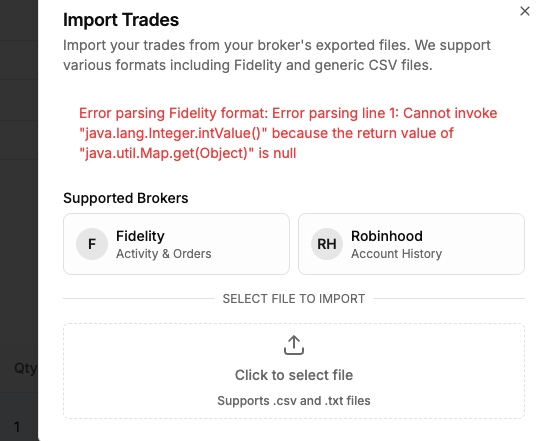 Import Trades
Import your trades from your broker's exported files. We support
various formats including Fidelity and generic CSV files.
Error parsing Fidelity format: Error parsing line 1: Cannot invoke
"java.lang.Integer.intValue()" because the return value of
"java.util.Map.get(Object)" is null
Supported Brokers
F
Fidelity
Activity & Orders
RH
Robinhood
Account History
SELECT FILE TO IMPORT
Click to select file
Supports .csv and .txt files
Qty
1